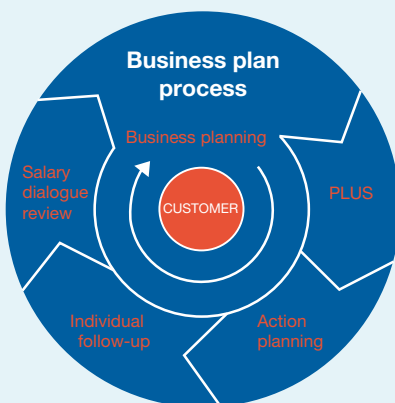 Business plan
process
Business planning
Salary
dialogue
review
CUSTOMER
PLUS
Individual
follow-up
Action
planning